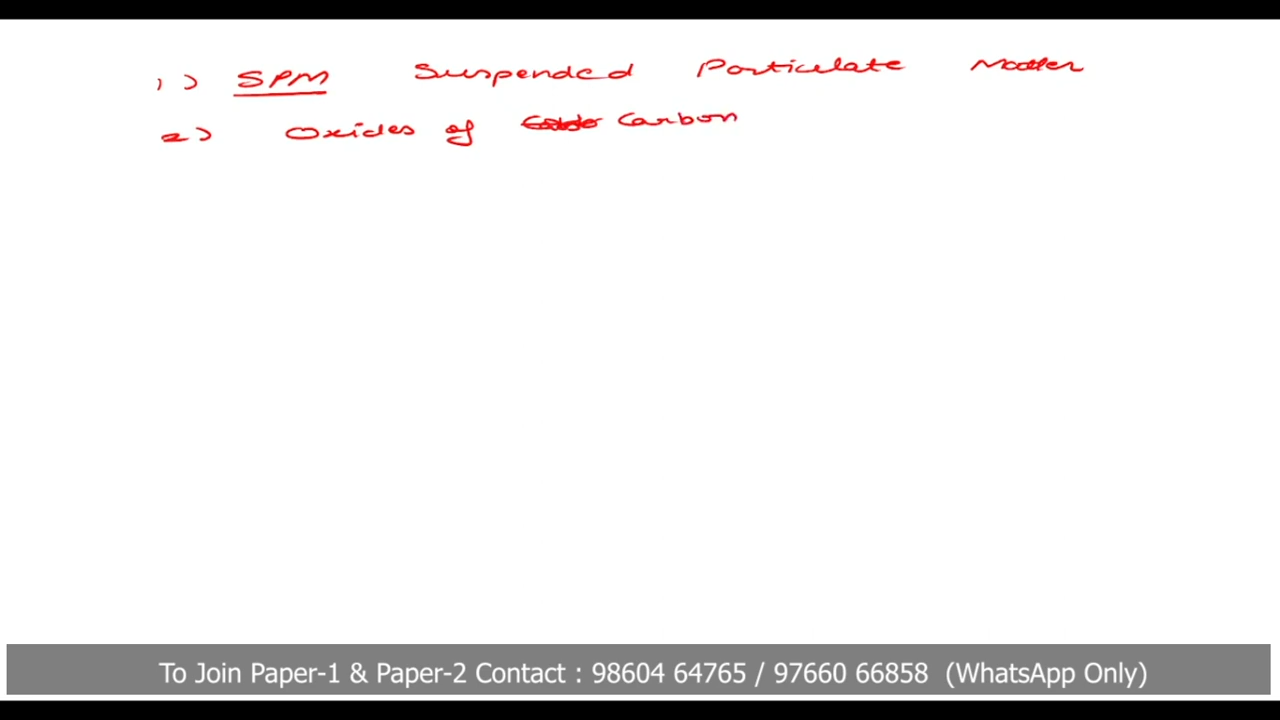 1) SPM Suspended Particulate Matter
2) Oxides of Carbon
To Join Paper-1 & Paper-2 Contact : 98604 64765 / 97660 66858 (WhatsApp Only)